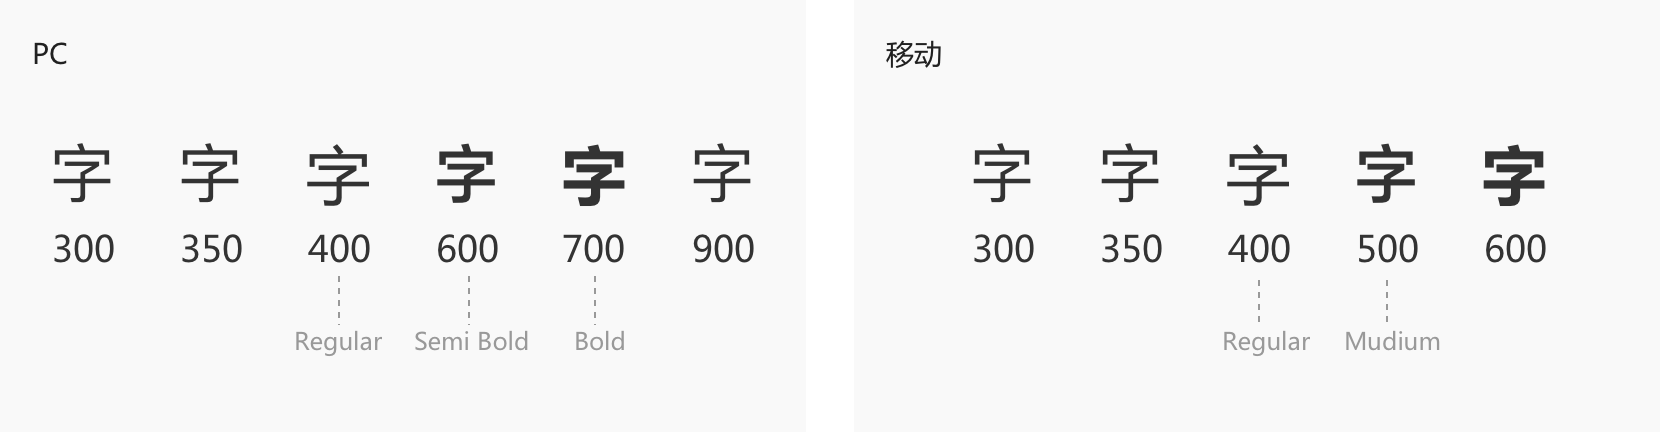 PC
字 字 字 字 字 字
300 350 400 600 700 900
Regular Semi Bold Bold
移动
字 字 字 字 字
300 350 400 500 600
Regular Mudium